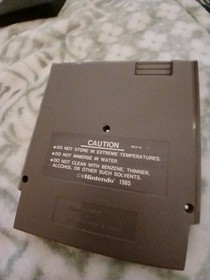 CAUTION
•DO NOT STORE IN EXTREME TEMPERATURES.
•DO NOT IMMERSE IN WATER
•DO NOT CLEAN WITH BENZENE, THINNER,
ALCOHOL OR OTHER SUCH SOLVENTS.
©Nintendo 1985